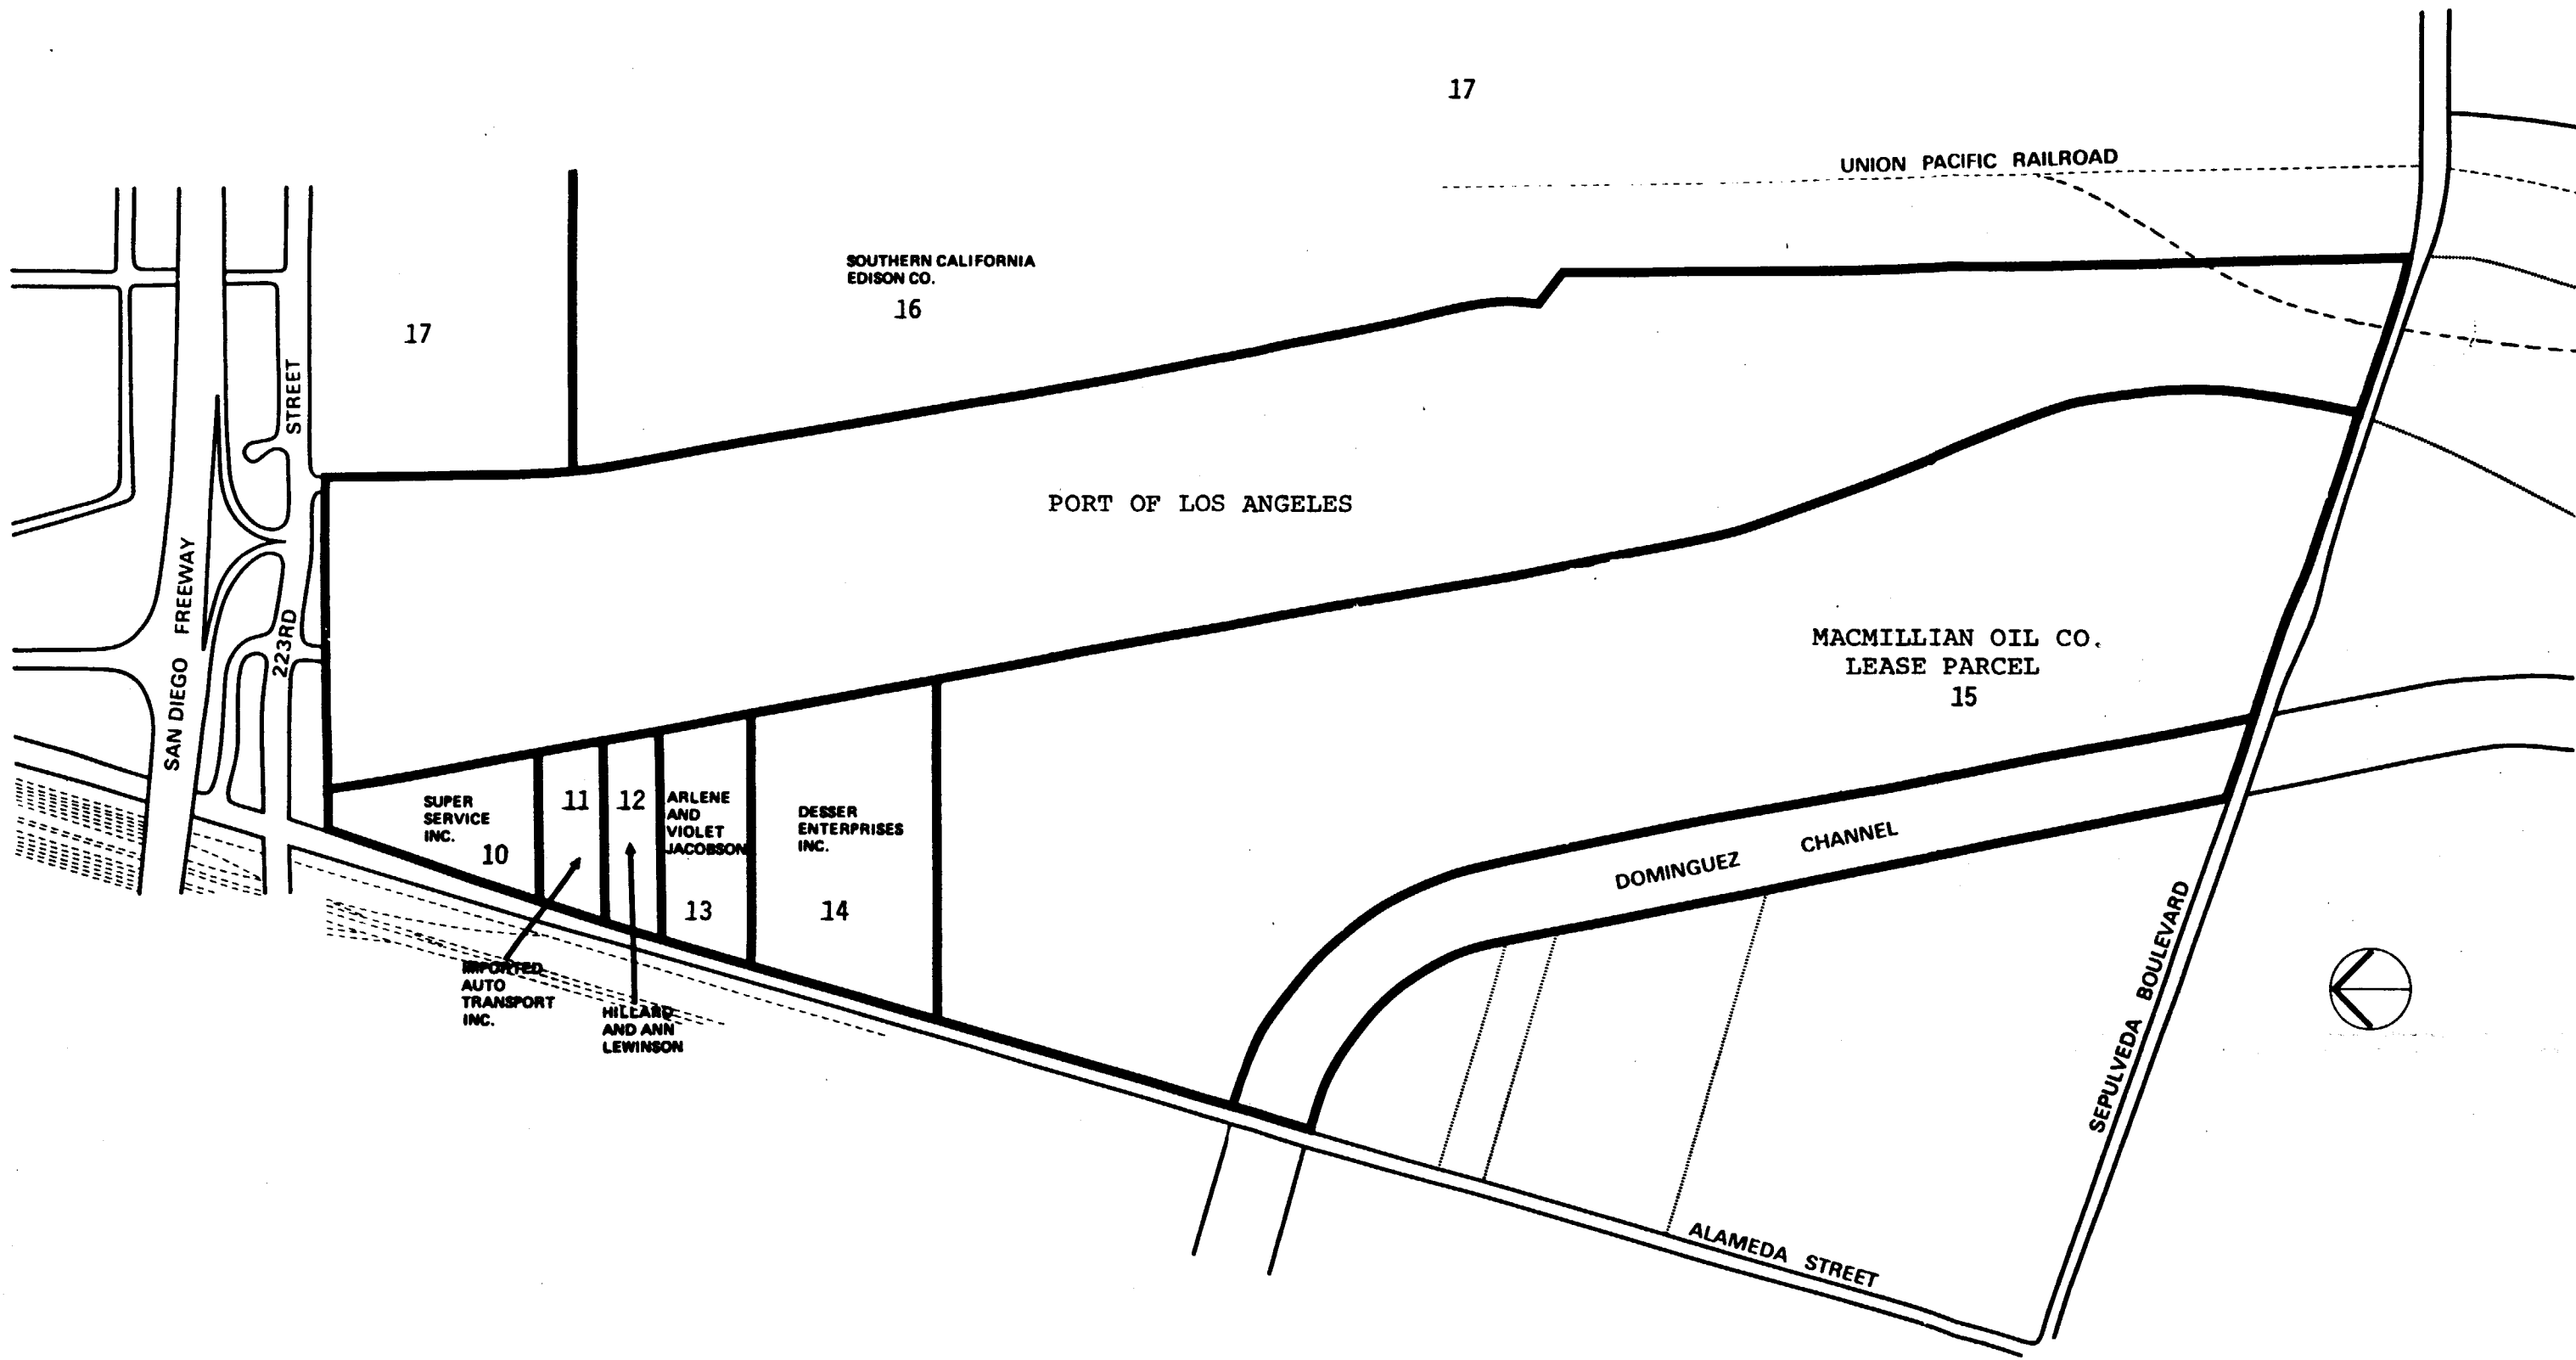 17
UNION PACIFIC RAILROAD
SOUTHERN CALIFORNIA
EDISON CO.
16
17
STREET
223RD
SAN DIEGO FREEWAY
PORT OF LOS ANGELES
MACMILLIAN OIL CO.
LEASE PARCEL
15
SUPER
SERVICE
INC.
10
11
12
ARLENE
AND
VIOLET
JACOBSON
13
DESSER
ENTERPRISES
INC.
14
IMPORTED
AUTO
TRANSPORT
INC.
HILLARD
AND ANN
LEWINSON
DOMINGUEZ CHANNEL
SEPULVEDA BOULEVARD
ALAMEDA STREET